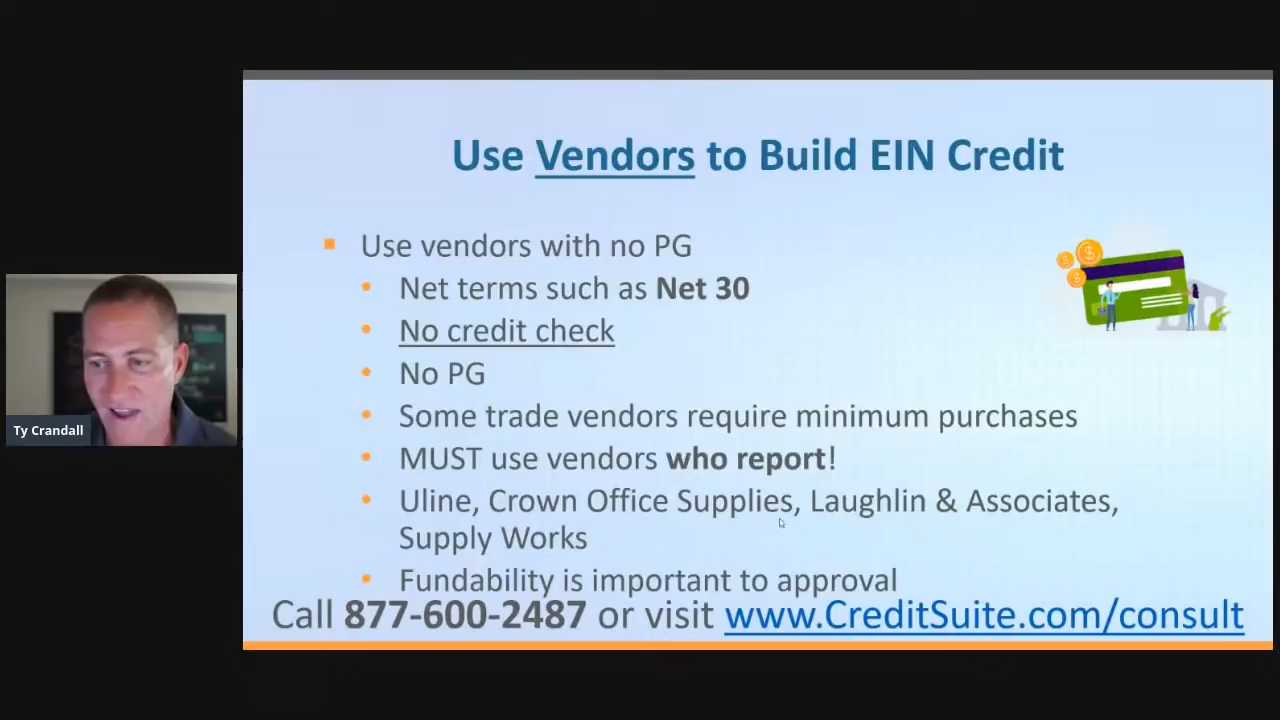 Use Vendors to Build EIN Credit
Use vendors with no PG
Net terms such as Net 30
No credit check
No PG
Some trade vendors require minimum purchases
MUST use vendors who report!
Uline, Crown Office Supplies, Laughlin & Associates,
Supply Works
Fundability is important to approval
Call 877-600-2487 or visit www.CreditSuite.com/consult
Ty Crandall